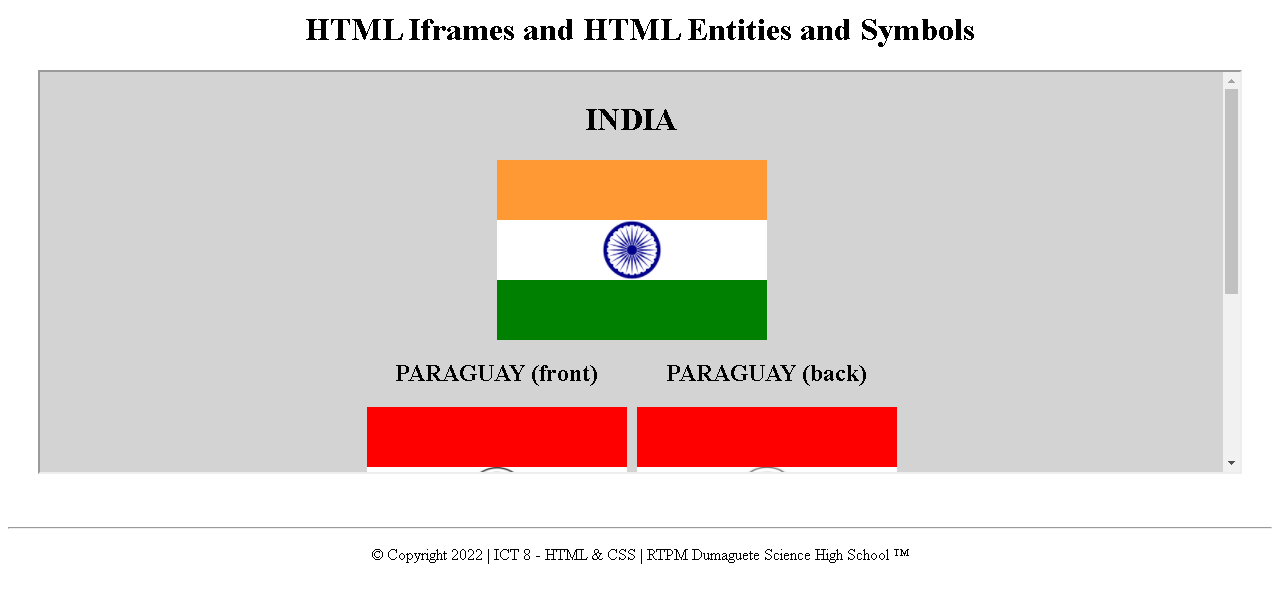 HTML Iframes and HTML Entities and Symbols
INDIA
PARAGUAY (front) PARAGUAY (back)
© Copyright 2022 | ICT 8 - HTML & CSS | RTPM Dumaguete Science High School ™